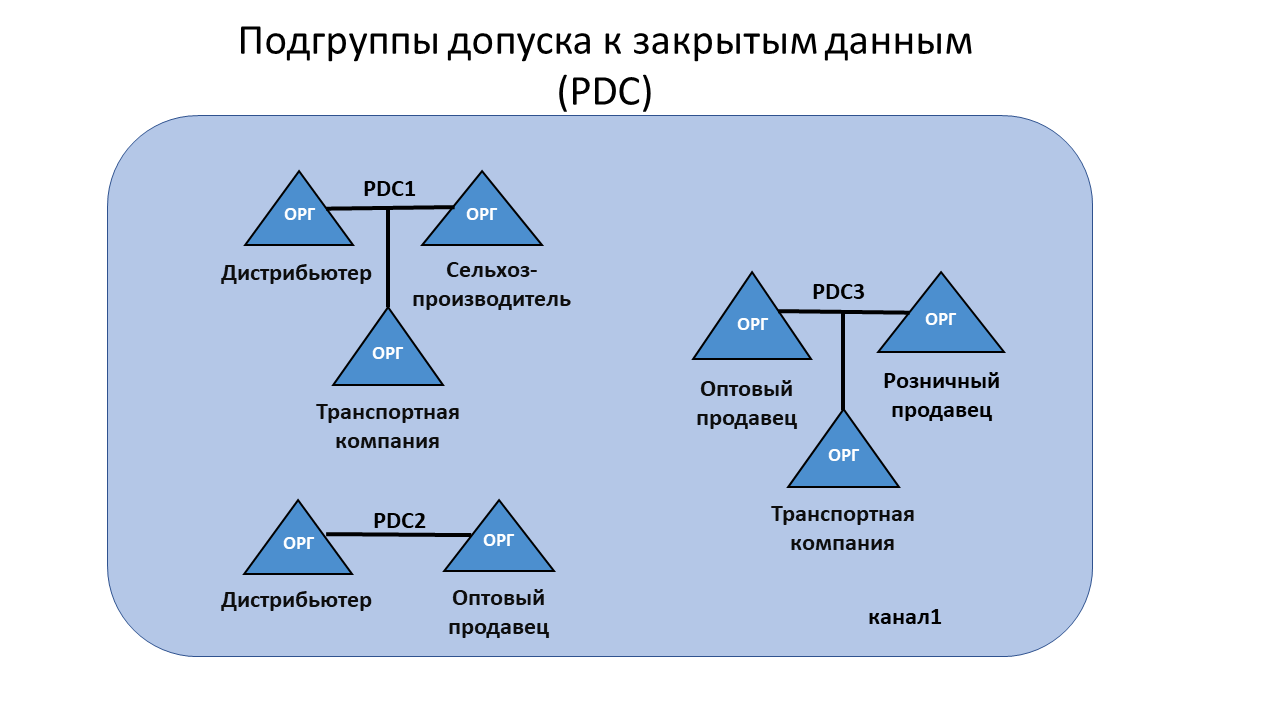 Подгруппы допуска к закрытым данным
(PDC)
PDC1
ОРГ
ОРГ
Дистрибьютер
Сельхоз-
производитель
ОРГ
Транспортная
компания
PDC2
ОРГ
ОРГ
Дистрибьютер
Оптовый
продавец
PDC3
ОРГ
ОРГ
Оптовый
продавец
Розничный
продавец
ОРГ
Транспортная
компания
канал1